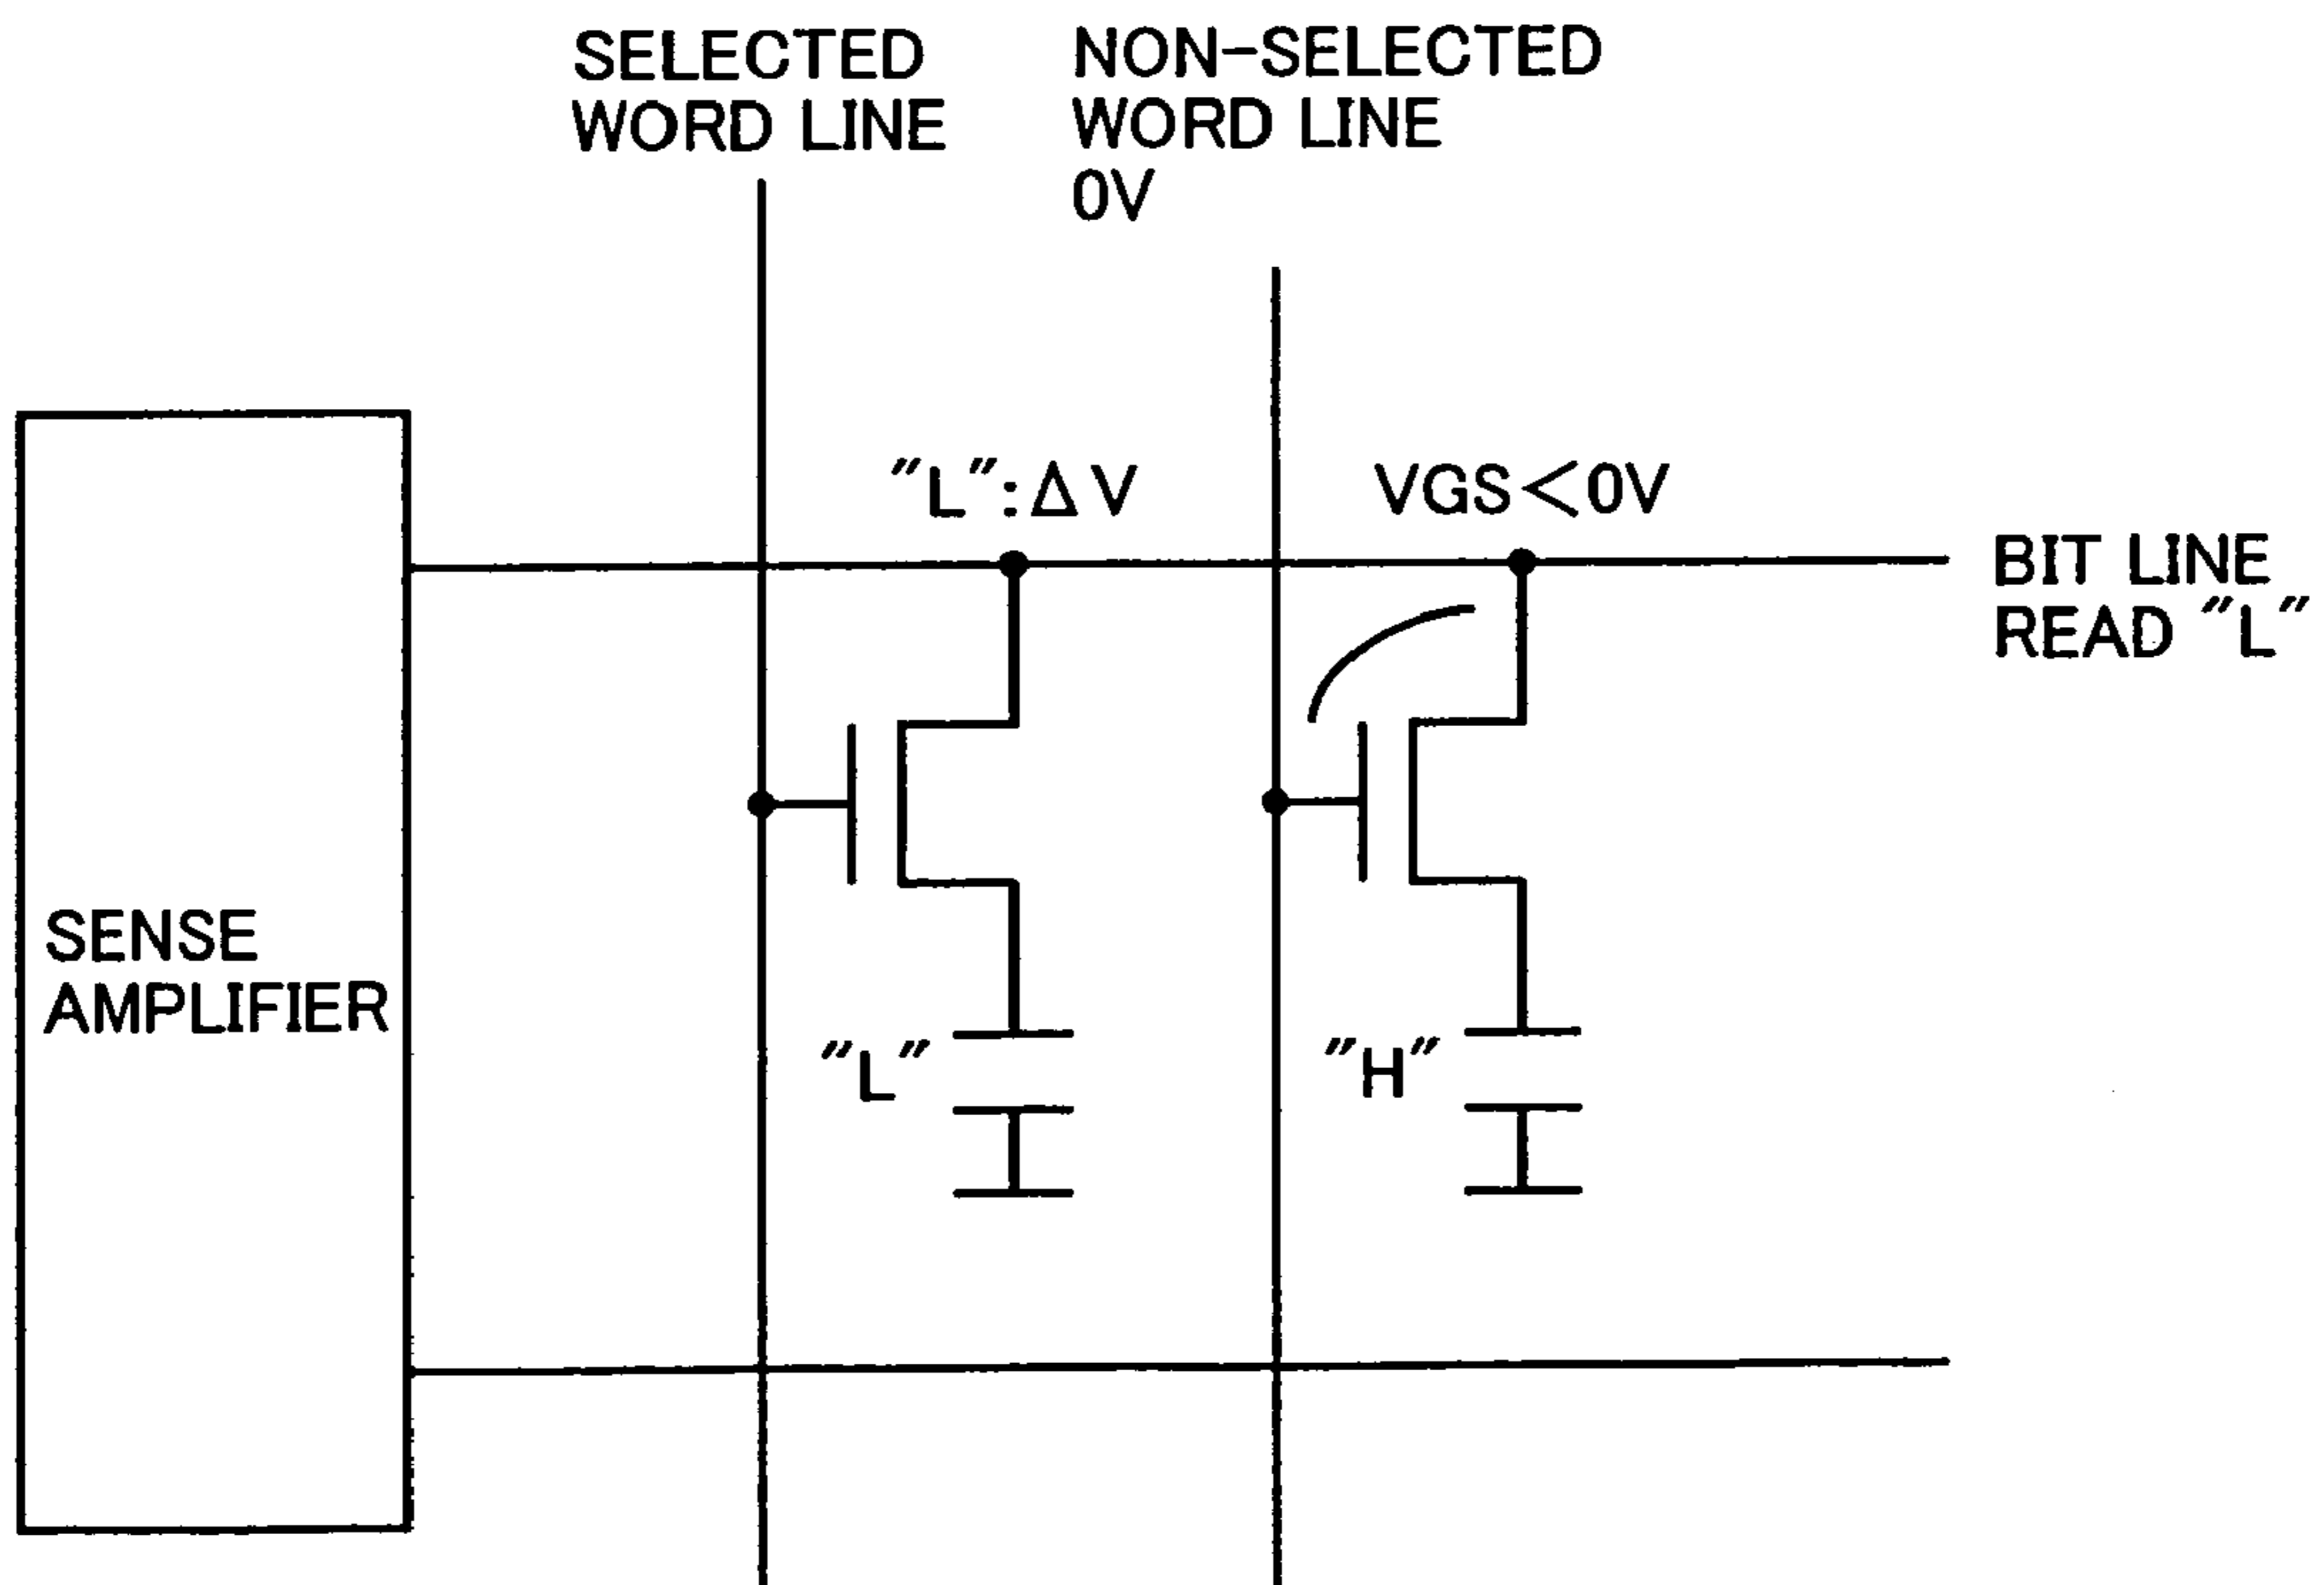 SELECTED
WORD LINE
NON-SELECTED
WORD LINE
0V
"L":ΔV
VGS<0V
BIT LINE
READ "L"
SENSE
AMPLIFIER
"L"
"H"